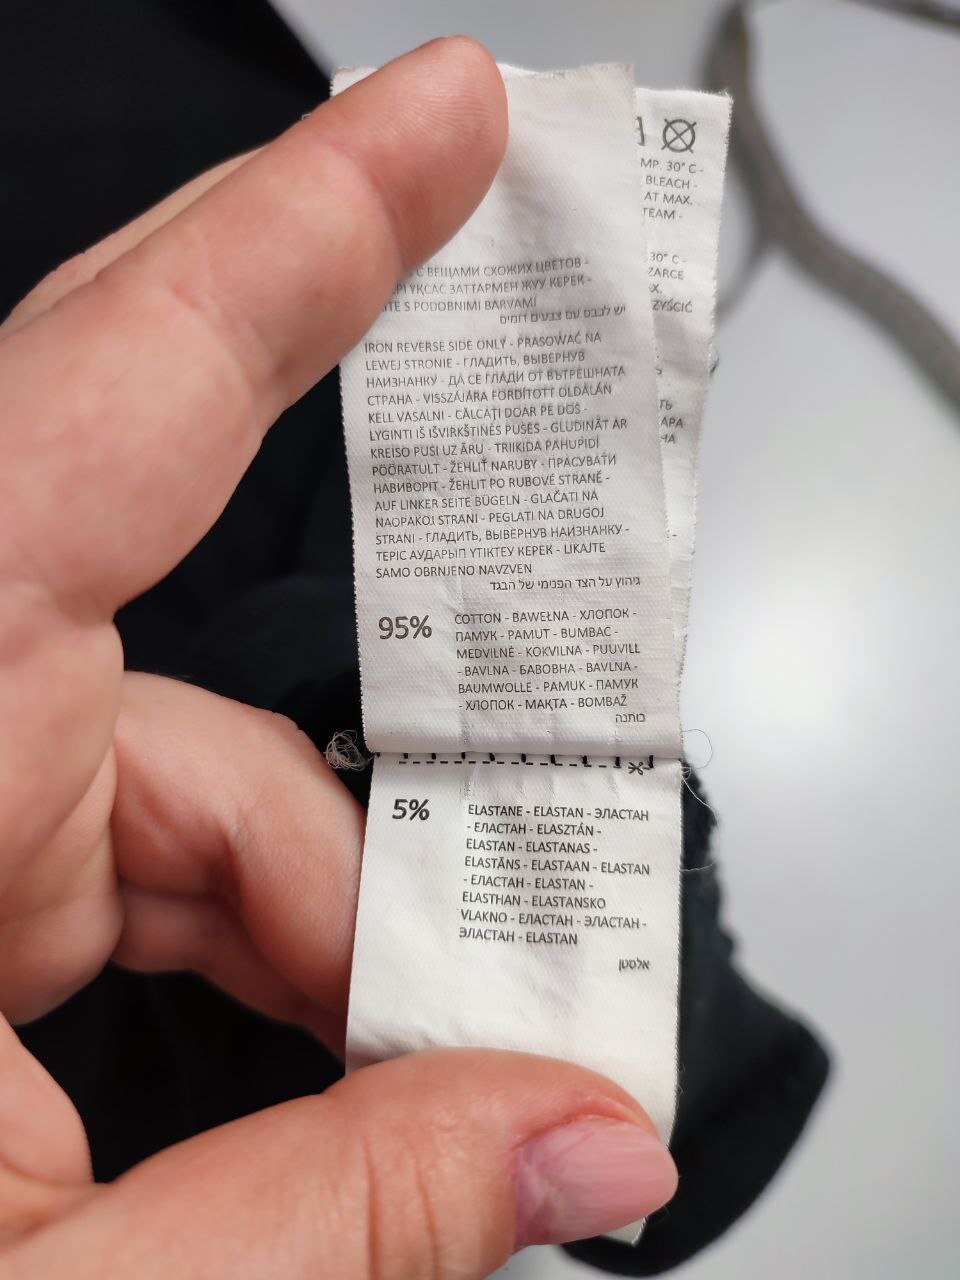 С ВЕЩАМИ СХОЖИХ ЦВЕТОВ -
ҮҚСАС ЗАТТАРМЕН ЖУУ КЕРЕК -
S PODOBNIMI BARVAMI
יש לכבס עם צבעים דומים
IRON REVERSE SIDE ONLY - PRASOWAĆ NA
LEWEJ STRONIE - ГЛАДИТЬ, ВЫВЕРНУВ
НАИЗНАНКУ - ДА СЕ ГЛАДИ ОТ ВЪТРЕШНАТА
СТРАНА - VISSZÁJÁRA FORDÍTOTT OLDALÁN
KELL VASALNI - CĂLCAȚI DOAR PE DOS -
LYGINTI IŠ IŠVIRKŠTINĖS PUSĖS - GLUDINĀT AR
KREISO PUSI UZ ĀRU - TRIIKIDA PAHUPIDI
PÖÖRATULT - ŽEHLIŤ NARUBY - ПРАСУВАТИ
НАВИВОРІТ - ŽEHLIT PO RUBOVÉ STRANĚ -
AUF LINKER SEITE BÜGELN - GLAČATI NA
NAOPAKOJ STRANI - PEGLATI NA DRUGOJ
STRANI - ГЛАДИТЬ, ВЫВЕРНУВ НАИЗНАНКУ -
ТЕРІС АУДАРЫП ҮТІКТЕУ КЕРЕК - LIKAJTE
SAMO OBRNJENO NAVZVEN
גיהוץ על הצד הפנימי של הבגד
95% COTTON - BAWEŁNA - ХЛОПОК -
ПАМУК - PAMUT - BUMBAC -
MEDVILNĖ - KOKVILNA - PUUVILL
- BAVLNA - БАВОВНА - BAVLNA -
BAUMWOLLE - PAMUK - ПАМУК
- ХЛОПОК - МАҚТА - BOMBAŽ
כותנה
5% ELASTANE - ELASTAN - ЭЛАСТАН
- ЕЛАСТАН - ELASZTÁN -
ELASTAN - ELASTANAS -
ELASTĀNS - ELASTAAN - ELASTAN
- ЕЛАСТАН - ELASTAN -
ELASTHAN - ELASTANSKO
VLAKNO - ЕЛАСТАН - ЭЛАСТАН -
ЭЛАСТАН - ELASTAN
אלסטן
30° C -
BLEACH -
AT MAX.
30° C -